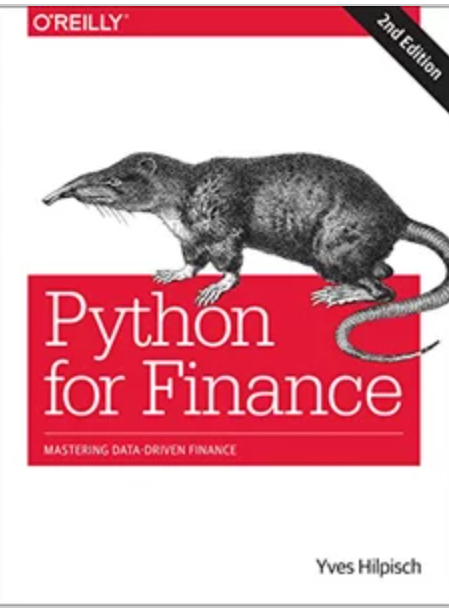 O'REILLY®
2nd Edition
Python
for Finance
MASTERING DATA-DRIVEN FINANCE
Yves Hilpisch